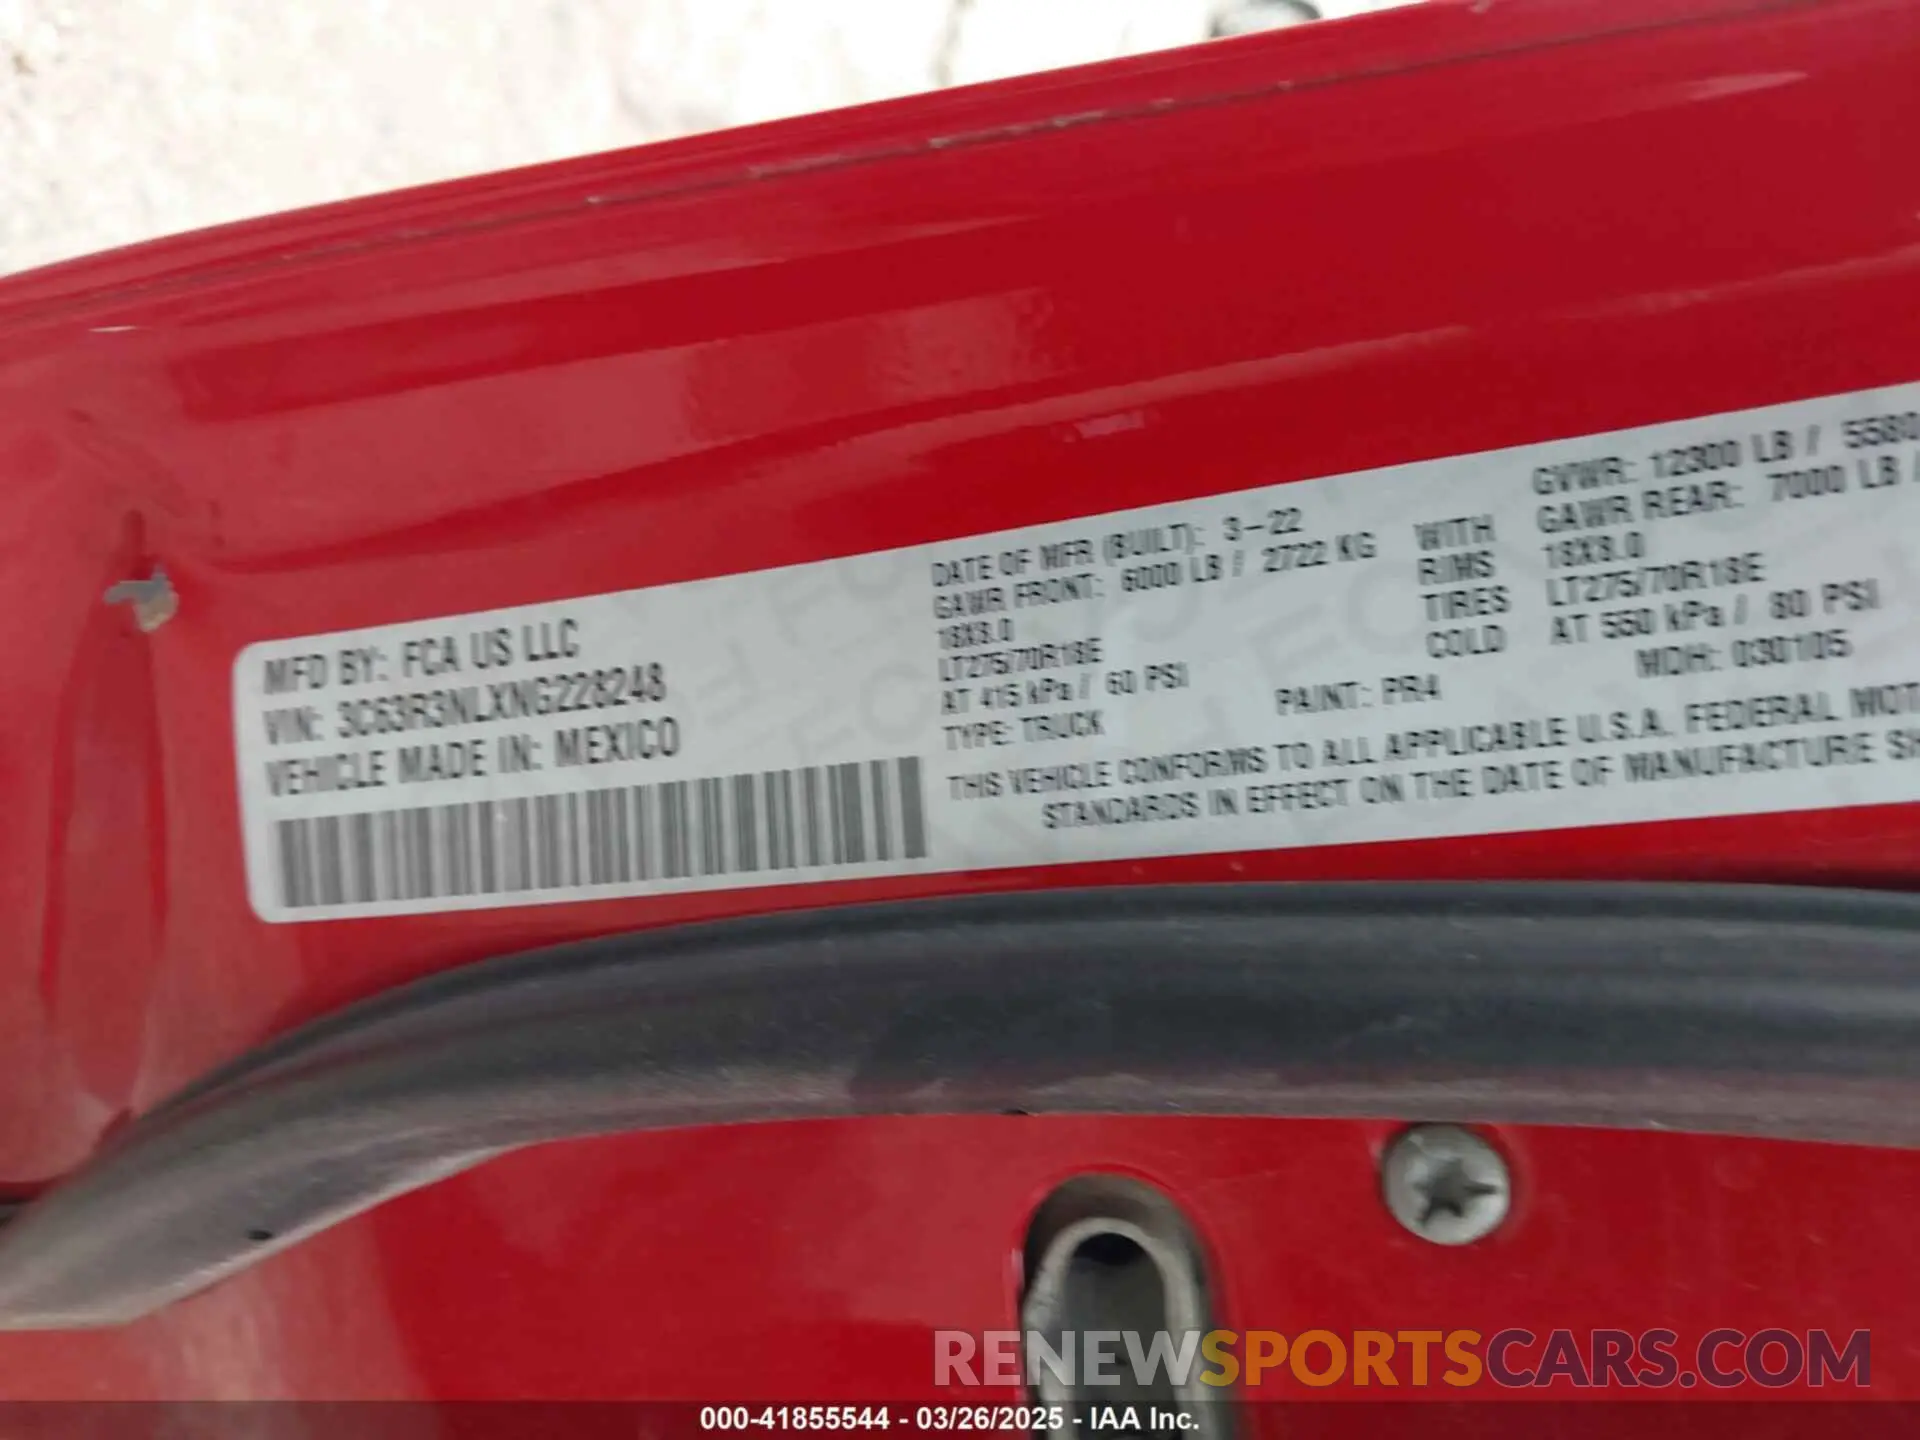 MFD BY: FCA US LLC
VIN: 3C63R3NLXNG228248
VEHICLE MADE IN: MEXICO
DATE OF MFR (BUILT): 3-22
GAWR FRONT: 6000 LB / 2722 KG
18X8.0
LT275/70R18E
AT 415 kPa / 60 PSI
TYPE: TRUCK
WITH
RIMS
TIRES
COLD
PAINT: PR4
GVWR: 12300 LB / 5580
GAWR REAR: 7000 LB /
18X8.0
LT275/70R18E
AT 550 kPa / 80 PSI
MDH: 030105
THIS VEHICLE CONFORMS TO ALL APPLICABLE U.S.A. FEDERAL
STANDARDS IN EFFECT ON THE DATE OF MANUFACTURE
RENEWSPORTSCARS.COM
000-41855544 - 03/26/2025 - IAA Inc.